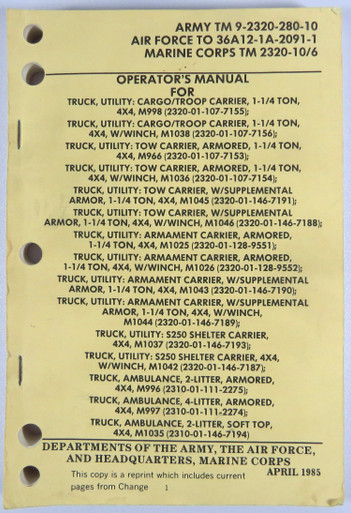 ARMY TM 9-2320-280-10
AIR FORCE TO 36A12-1A-2091-1
MARINE CORPS TM 2320-10/6
OPERATOR'S MANUAL
FOR
TRUCK, UTILITY: CARGO/TROOP CARRIER, 1-1/4 TON,
4X4, M998 (2320-01-107-7155);
TRUCK, UTILITY: CARGO/TROOP CARRIER, 1-1/4 TON,
4X4, W/WINCH, M1038 (2320-01-107-7156);
TRUCK, UTILITY: TOW CARRIER, ARMORED, 1-1/4 TON,
4X4, M966 (2320-01-107-7153);
TRUCK, UTILITY: TOW CARRIER, ARMORED, 1-1/4 TON,
4X4, W/WINCH, M1036 (2320-01-107-7154);
TRUCK, UTILITY: TOW CARRIER, W/SUPPLEMENTAL
ARMOR, 1-1/4 TON, 4X4, M1045 (2320-01-146-7191);
TRUCK, UTILITY: TOW CARRIER, W/SUPPLEMENTAL
ARMOR, 1-1/4 TON, 4X4, W/WINCH, M1046 (2320-01-146-7188);
TRUCK, UTILITY: ARMAMENT CARRIER, ARMORED,
1-1/4 TON, 4X4, M1025 (2320-01-128-9551);
TRUCK, UTILITY: ARMAMENT CARRIER, ARMORED,
1-1/4 TON, 4X4, W/WINCH, M1026 (2320-01-128-9552);
TRUCK, UTILITY: ARMAMENT CARRIER, W/SUPPLEMENTAL
ARMOR, 1-1/4 TON, 4X4, M1043 (2320-01-146-7190);
TRUCK, UTILITY: ARMAMENT CARRIER, W/SUPPLEMENTAL
ARMOR, 1-1/4 TON, 4X4, W/WINCH,
M1044 (2320-01-146-7189);
TRUCK, UTILITY: S250 SHELTER CARRIER,
4X4, M1037 (2320-01-146-7193);
TRUCK, UTILITY: S250 SHELTER CARRIER, 4X4,
W/WINCH, M1042 (2320-01-146-7187);
TRUCK, AMBULANCE, 2-LITTER, ARMORED,
4X4, M996 (2310-01-111-2275);
TRUCK, AMBULANCE, 4-LITTER, ARMORED,
4X4, M997 (2310-01-111-2274);
TRUCK, AMBULANCE, 2-LITTER, SOFT TOP,
4X4, M1035 (2310-01-146-7194)
DEPARTMENTS OF THE ARMY, THE AIR FORCE,
AND HEADQUARTERS, MARINE CORPS
APRIL 1985
This copy is a reprint which includes current
pages from Change 1